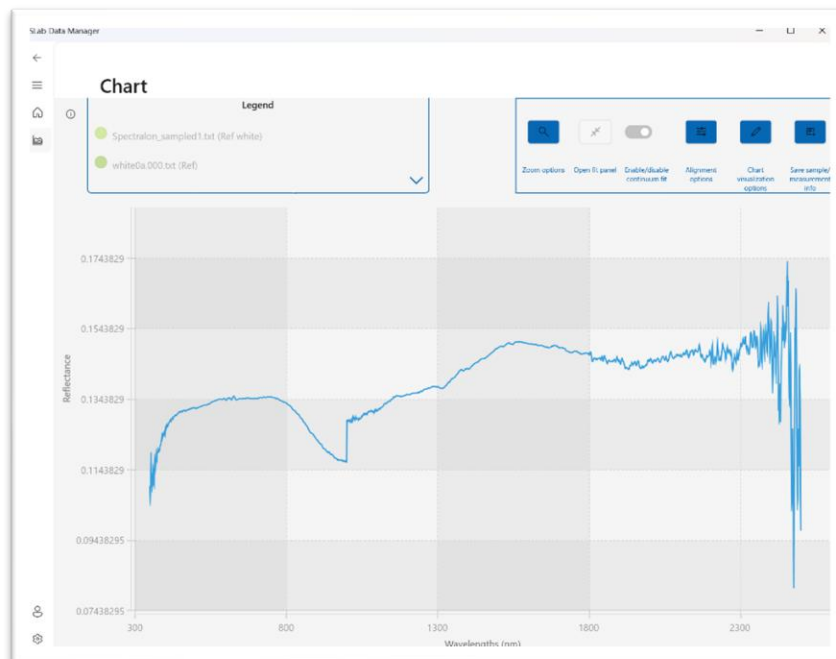 SLab Data Manager
Chart
Legend
Spectralon_sampled1.txt (Ref white)
white0a.000.txt (Ref)
Zoom options
Open fit panel
Enable/disable
continuum fit
Alignment
options
Chart
visualization
options
Save sample/
measurement
info
0.1743829
0.1543829
0.1343829
0.1143829
0.09438295
0.07438295
Reflectance
300
800
1300
1800
2300
Wavelengths (nm)